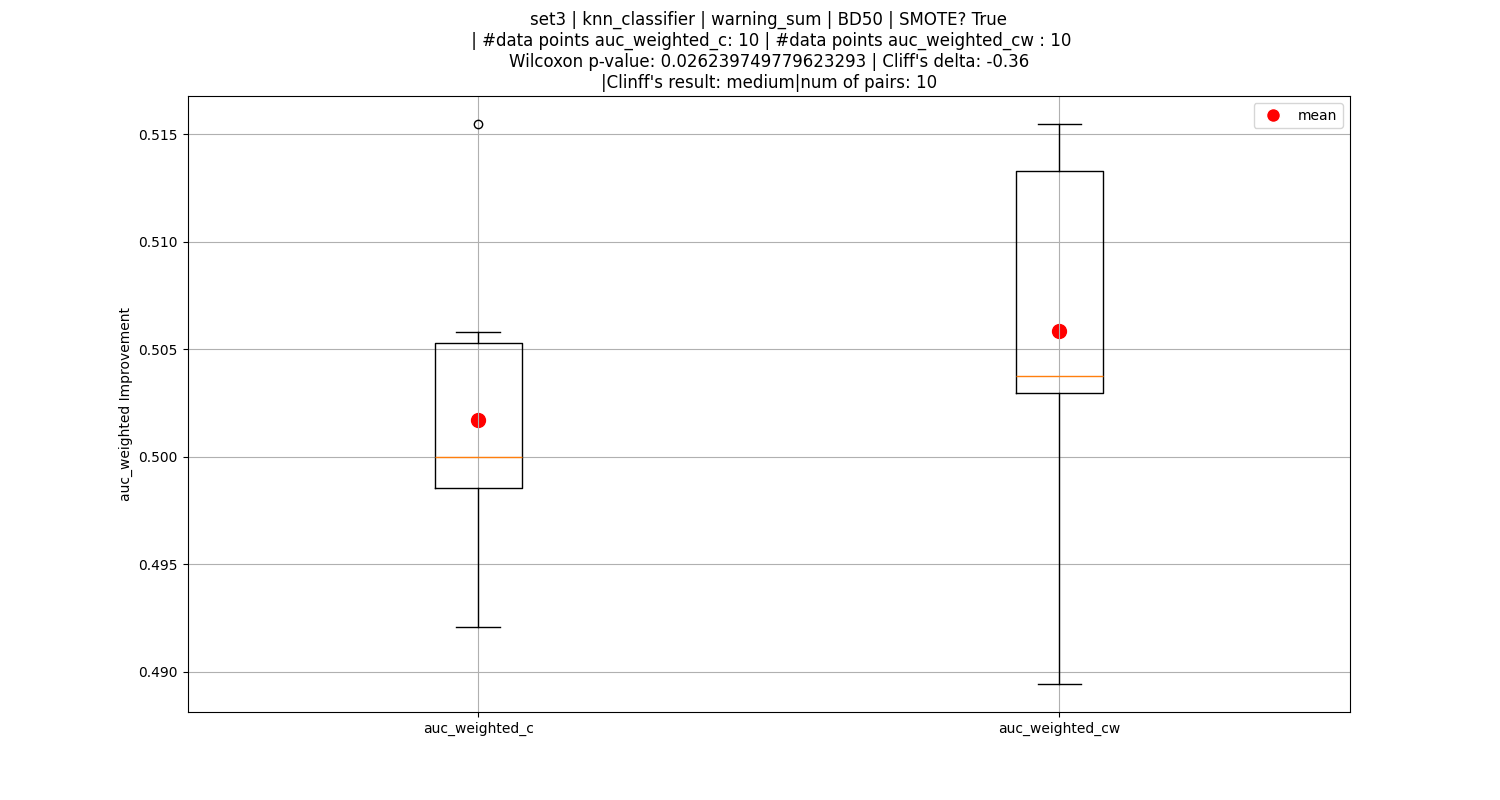 set3 | knn_classifier | warning_sum | BD50 | SMOTE? True
| #data points auc_weighted_c: 10 | #data points auc_weighted_cw : 10
Wilcoxon p-value: 0.026239749779623293 | Cliff's delta: -0.36
|Clinff's result: medium|num of pairs: 10
mean
0.515
0.510
0.505
0.500
0.495
0.490
auc_weighted Improvement
auc_weighted_c
auc_weighted_cw